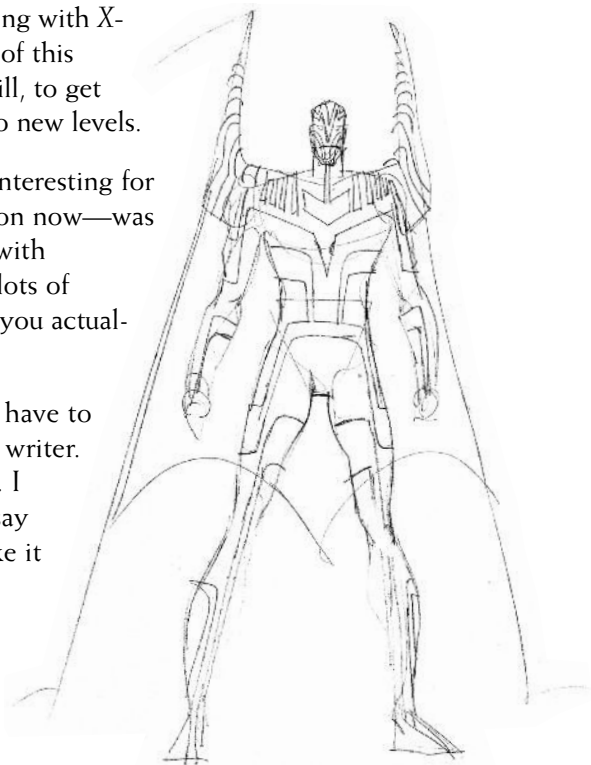 ng with X-
of this
ill, to get
o new levels.
nteresting for
on now—was
with
lots of
you actual-
have to
writer.
I
ay
ke it